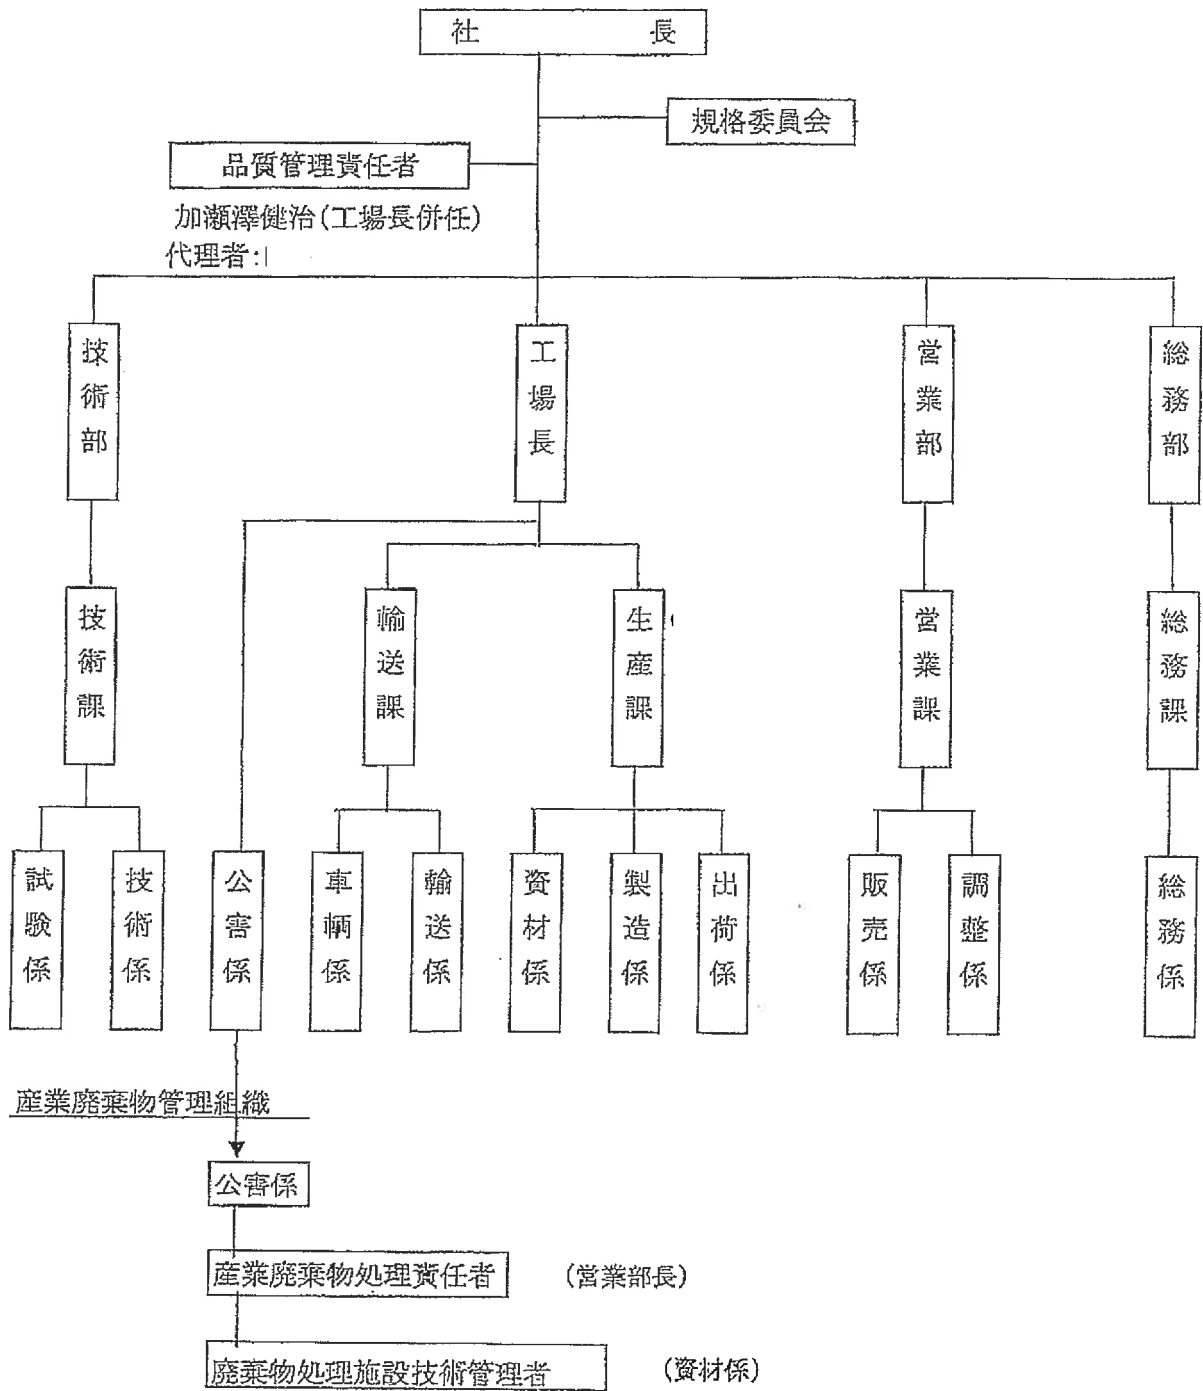 社長
規格委員会
品質管理責任者
加瀬澤健治(工場長併任)
代理者:
技術部
工場長
営業部
総務部
技術課
輸送課
生産課
営業課
総務課
試験係
技術係
公害係
車輌係
輸送係
資材係
製造係
出荷係
販売係
調整係
総務係
産業廃棄物管理組織
公害係
産業廃棄物処理責任者 (営業部長)
廃棄物処理施設技術管理者 (資材係)